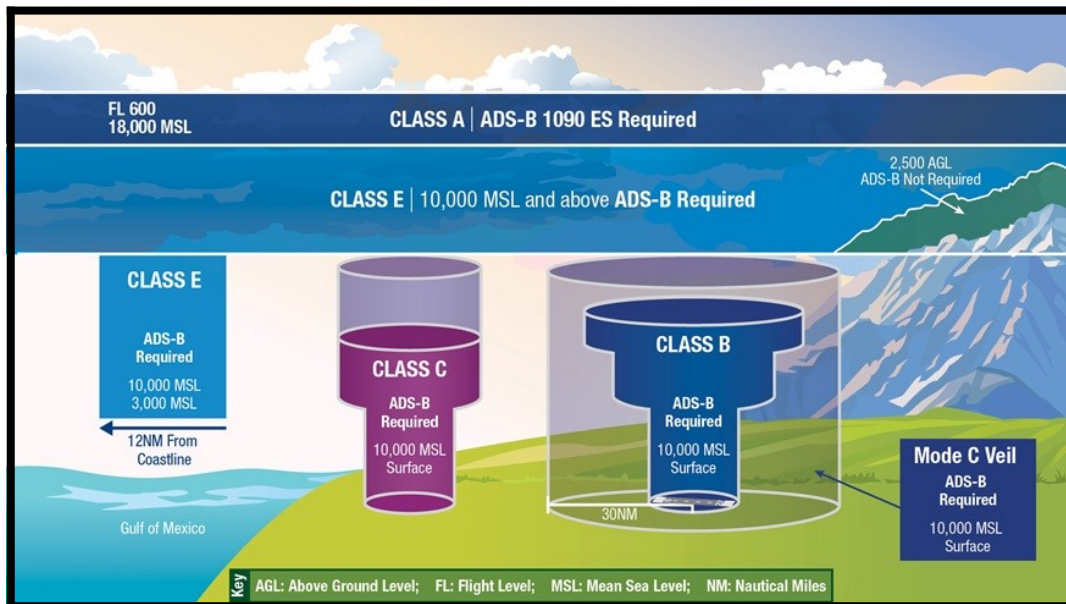 FL 600
18,000 MSL
CLASS A | ADS-B 1090 ES Required
2,500 AGL
ADS-B Not Required
CLASS E | 10,000 MSL and above ADS-B Required
CLASS E
ADS-B
Required
10,000 MSL
3,000 MSL
12NM From
Coastline
Gulf of Mexico
CLASS C
ADS-B
Required
10,000 MSL
Surface
CLASS B
ADS-B
Required
10,000 MSL
Surface
30NM
Mode C Veil
ADS-B
Required
10,000 MSL
Surface
Key
AGL: Above Ground Level; FL: Flight Level; MSL: Mean Sea Level; NM: Nautical Miles